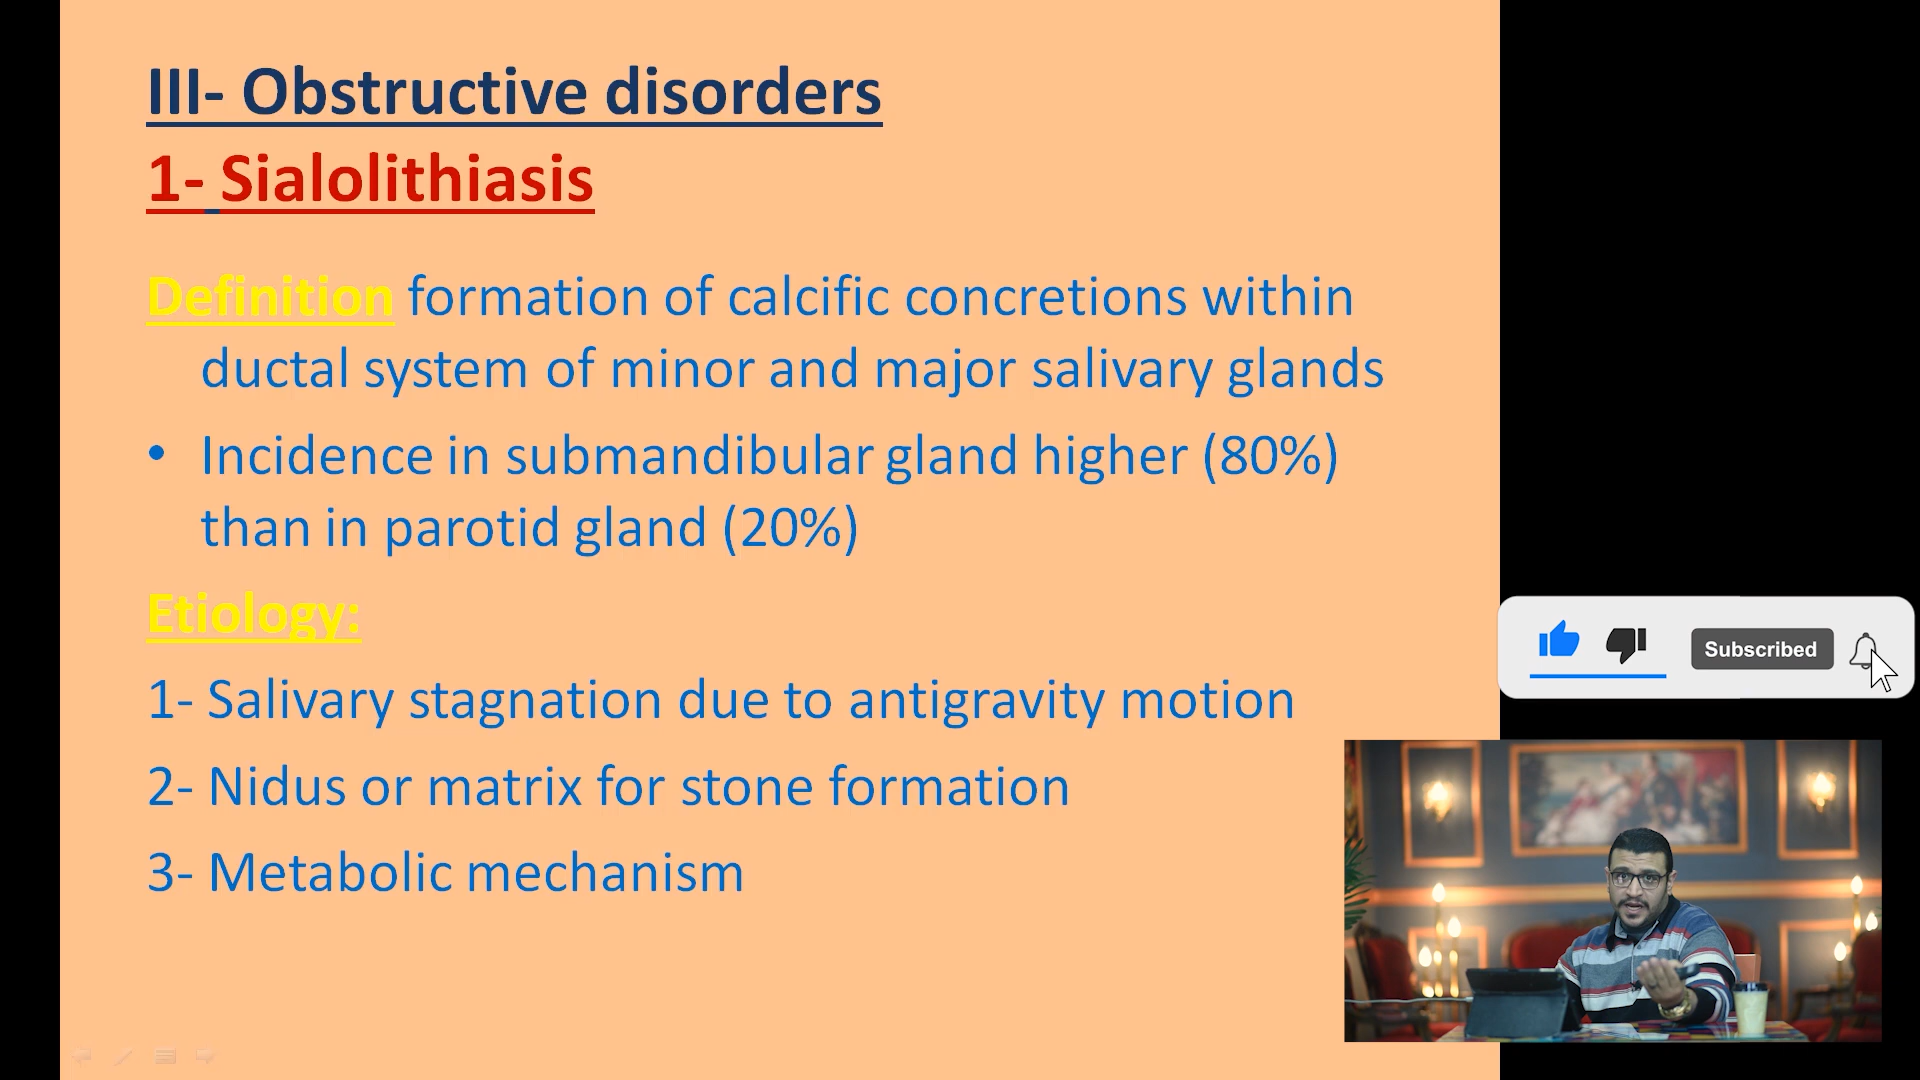 III- Obstructive disorders
1- Sialolithiasis
Definition formation of calcific concretions within
ductal system of minor and major salivary glands
• Incidence in submandibular gland higher (80%)
than in parotid gland (20%)
Etiology:
1- Salivary stagnation due to antigravity motion
2- Nidus or matrix for stone formation
3- Metabolic mechanism
Subscribed